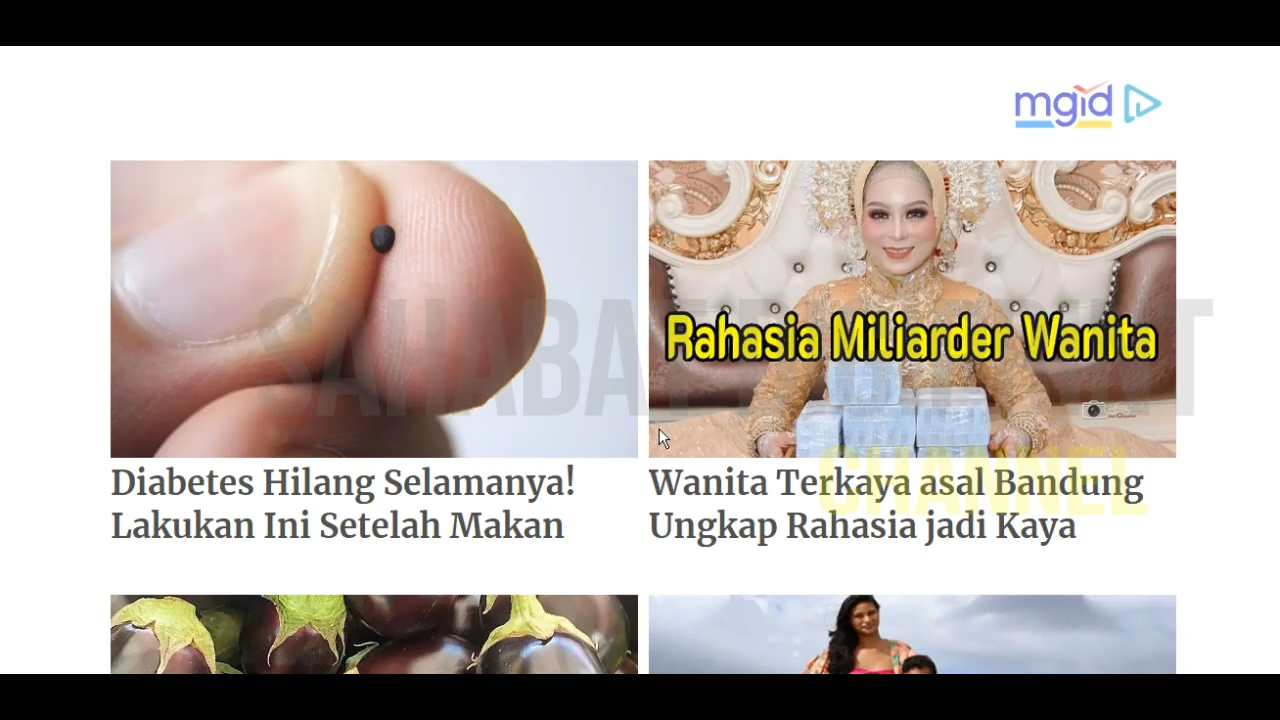 mgid
Rahasia Miliarder Wanita
Diabetes Hilang Selamanya!
Lakukan Ini Setelah Makan
Wanita Terkaya asal Bandung
Ungkap Rahasia jadi Kaya
CHANNEL